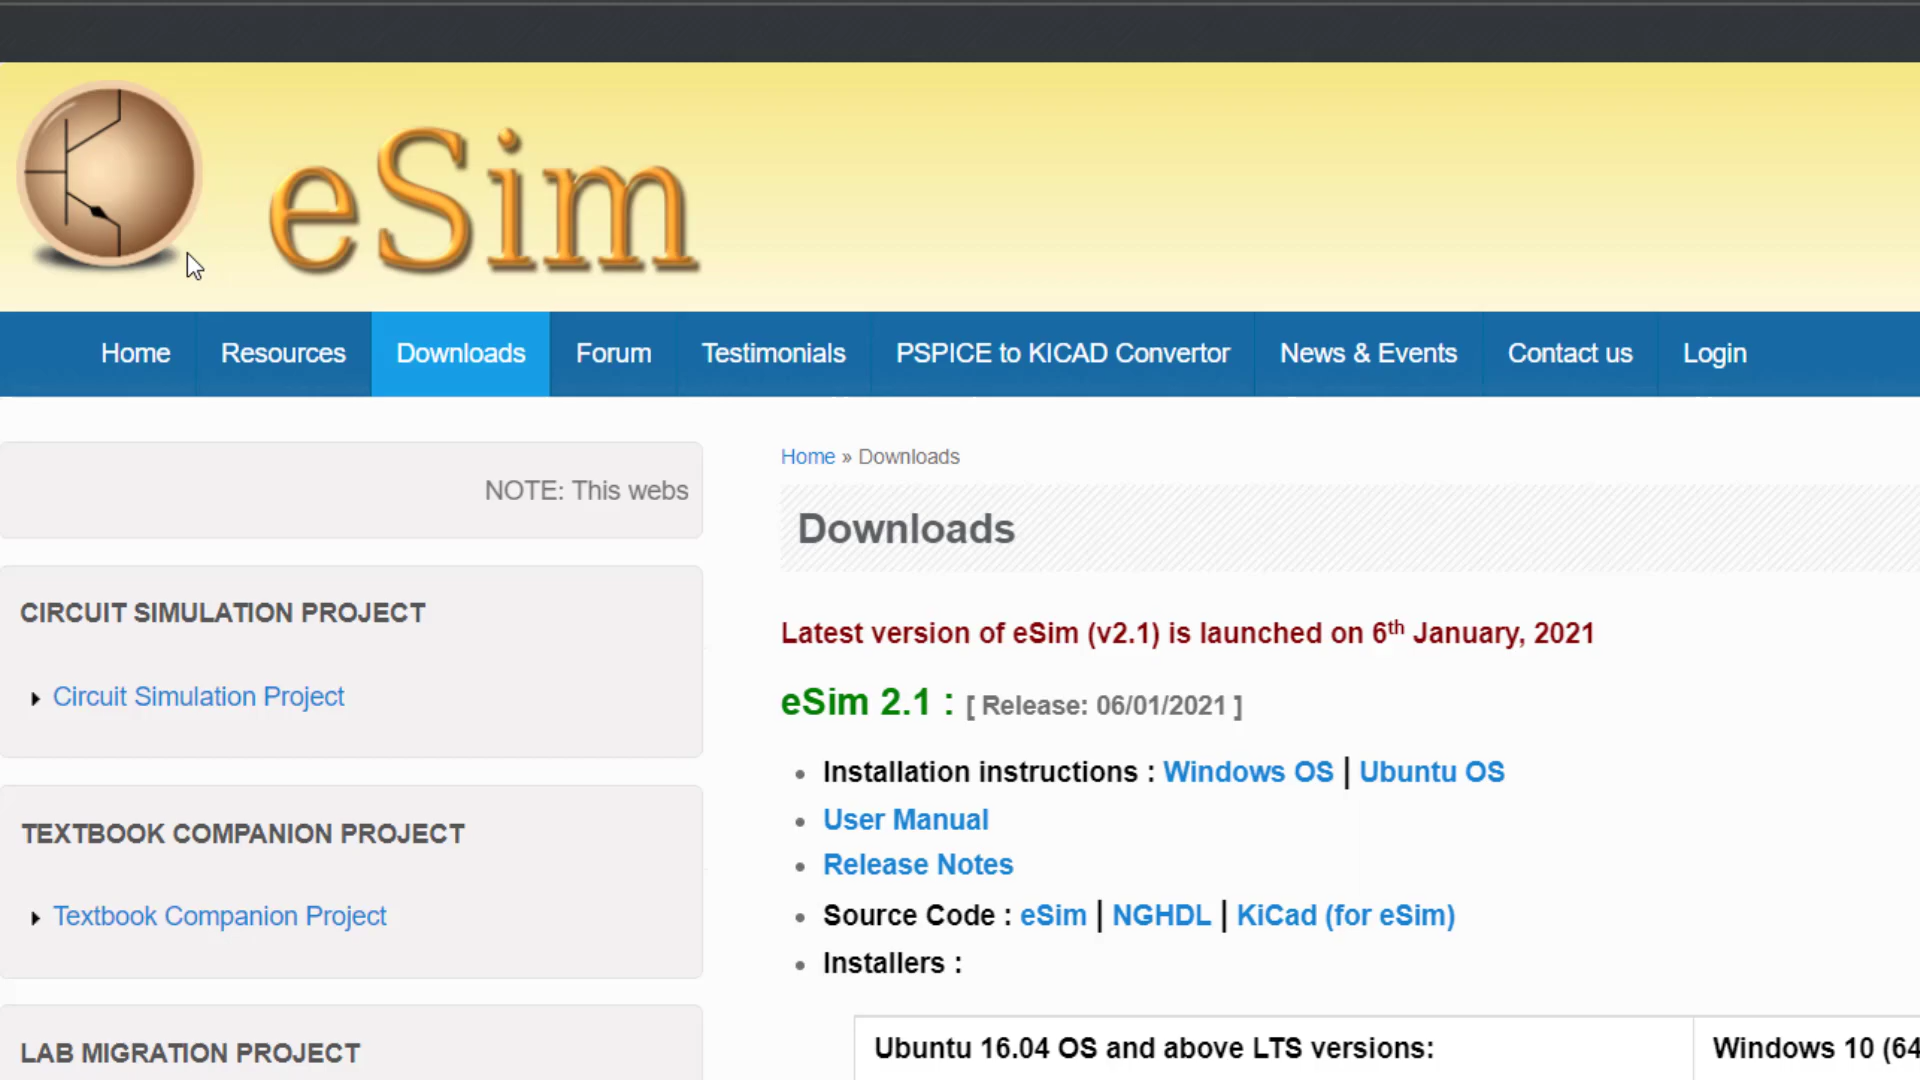 eSim
Home Resources Downloads Forum Testimonials PSPICE to KICAD Convertor News & Events Contact us Login
NOTE: This webs
CIRCUIT SIMULATION PROJECT
Circuit Simulation Project
TEXTBOOK COMPANION PROJECT
Textbook Companion Project
LAB MIGRATION PROJECT
Home » Downloads
Downloads
Latest version of eSim (v2.1) is launched on 6th January, 2021
eSim 2.1 : [ Release: 06/01/2021 ]
Installation instructions : Windows OS | Ubuntu OS
User Manual
Release Notes
Source Code : eSim | NGHDL | KiCad (for eSim)
Installers :
Ubuntu 16.04 OS and above LTS versions: Windows 10 (64